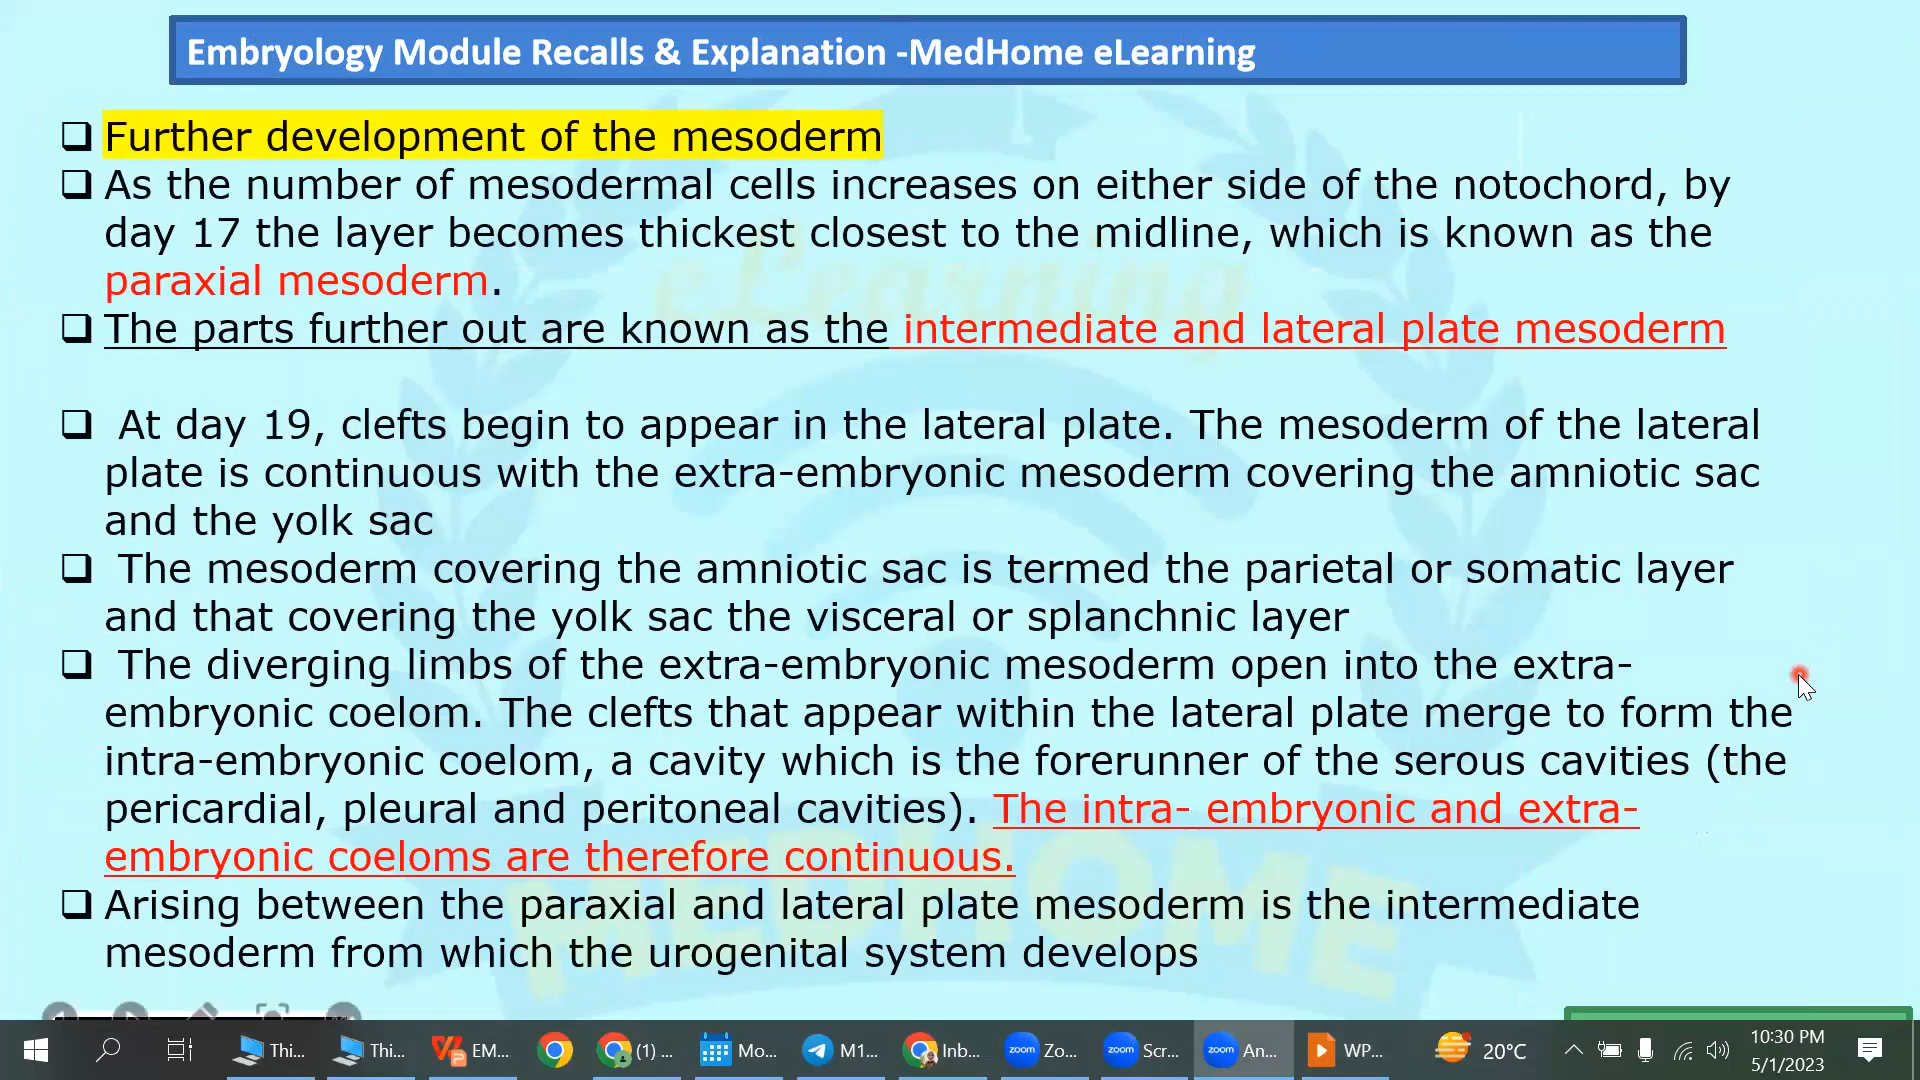 Embryology Module Recalls & Explanation -MedHome eLearning
Further development of the mesoderm
As the number of mesodermal cells increases on either side of the notochord, by
day 17 the layer becomes thickest closest to the midline, which is known as the
paraxial mesoderm.
The parts further out are known as the intermediate and lateral plate mesoderm
At day 19, clefts begin to appear in the lateral plate. The mesoderm of the lateral
plate is continuous with the extra-embryonic mesoderm covering the amniotic sac
and the yolk sac
The mesoderm covering the amniotic sac is termed the parietal or somatic layer
and that covering the yolk sac the visceral or splanchnic layer
The diverging limbs of the extra-embryonic mesoderm open into the extra-
embryonic coelom. The clefts that appear within the lateral plate merge to form the
intra-embryonic coelom, a cavity which is the forerunner of the serous cavities (the
pericardial, pleural and peritoneal cavities). The intra- embryonic and extra-
embryonic coeloms are therefore continuous.
Arising between the paraxial and lateral plate mesoderm is the intermediate
mesoderm from which the urogenital system develops
eLearning
MEDHOME
Thi... Thi... EM... (1) ... Mo... M1... Inb... zoom Zo... zoom Scr... zoom An... WP... 20°C 10:30 PM
5/1/2023